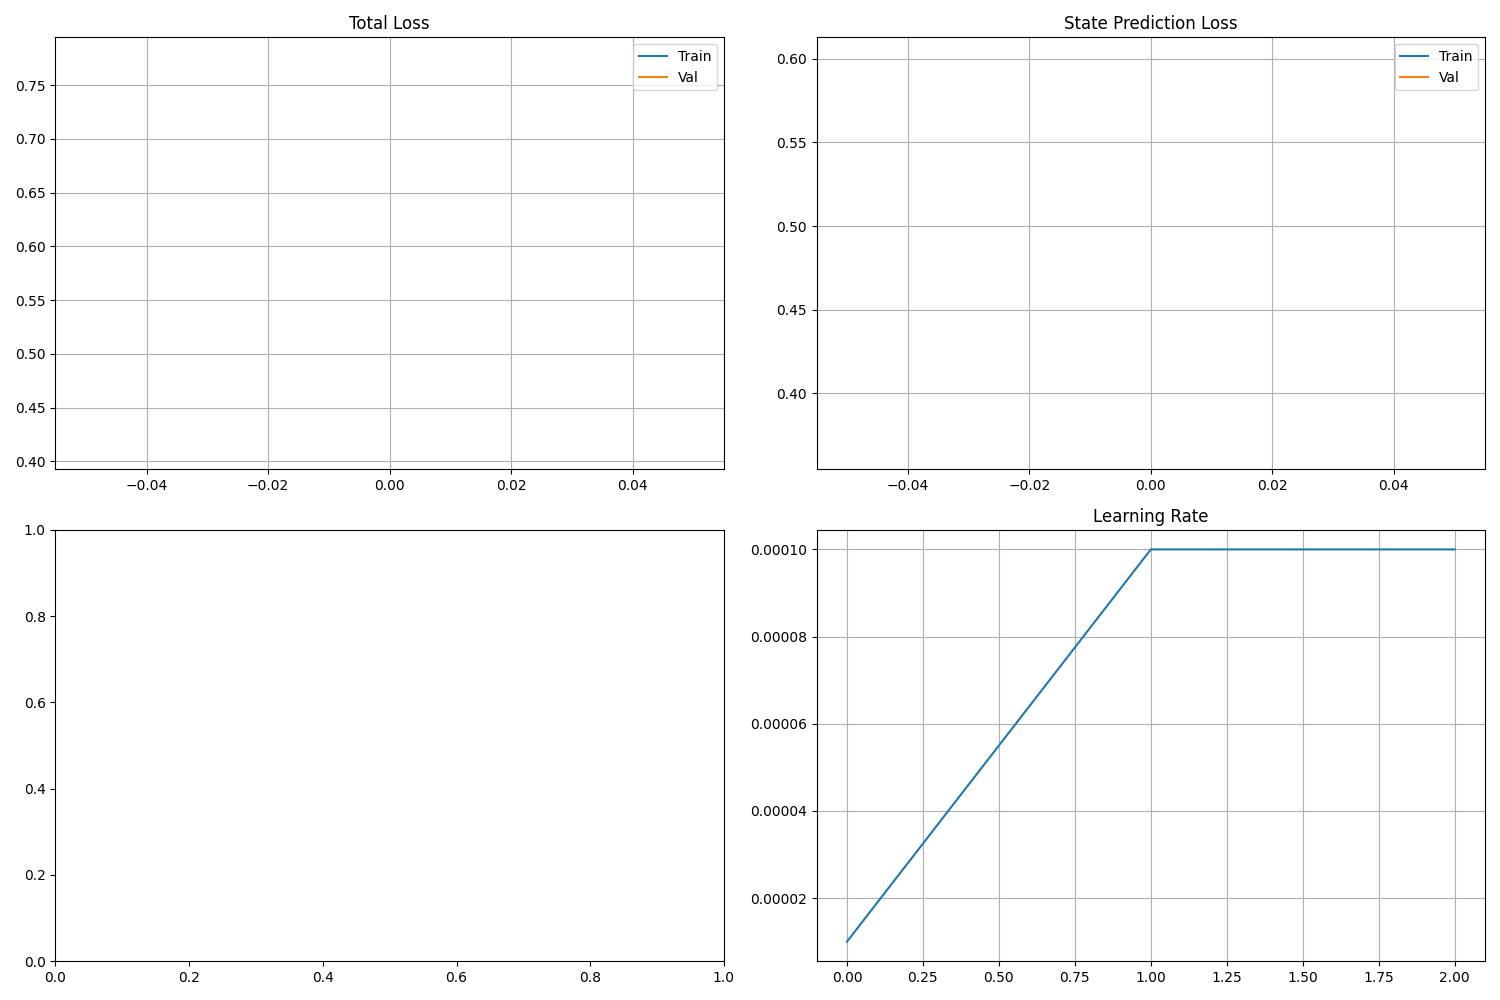 Total Loss
Train
Val
0.75
0.70
0.65
0.60
0.55
0.50
0.45
0.40
−0.04 −0.02 0.00 0.02 0.04
State Prediction Loss
Train
Val
0.60
0.55
0.50
0.45
0.40
−0.04 −0.02 0.00 0.02 0.04
1.0
0.8
0.6
0.4
0.2
0.0
0.0 0.2 0.4 0.6 0.8 1.0
Learning Rate
0.00010
0.00008
0.00006
0.00004
0.00002
0.00 0.25 0.50 0.75 1.00 1.25 1.50 1.75 2.00